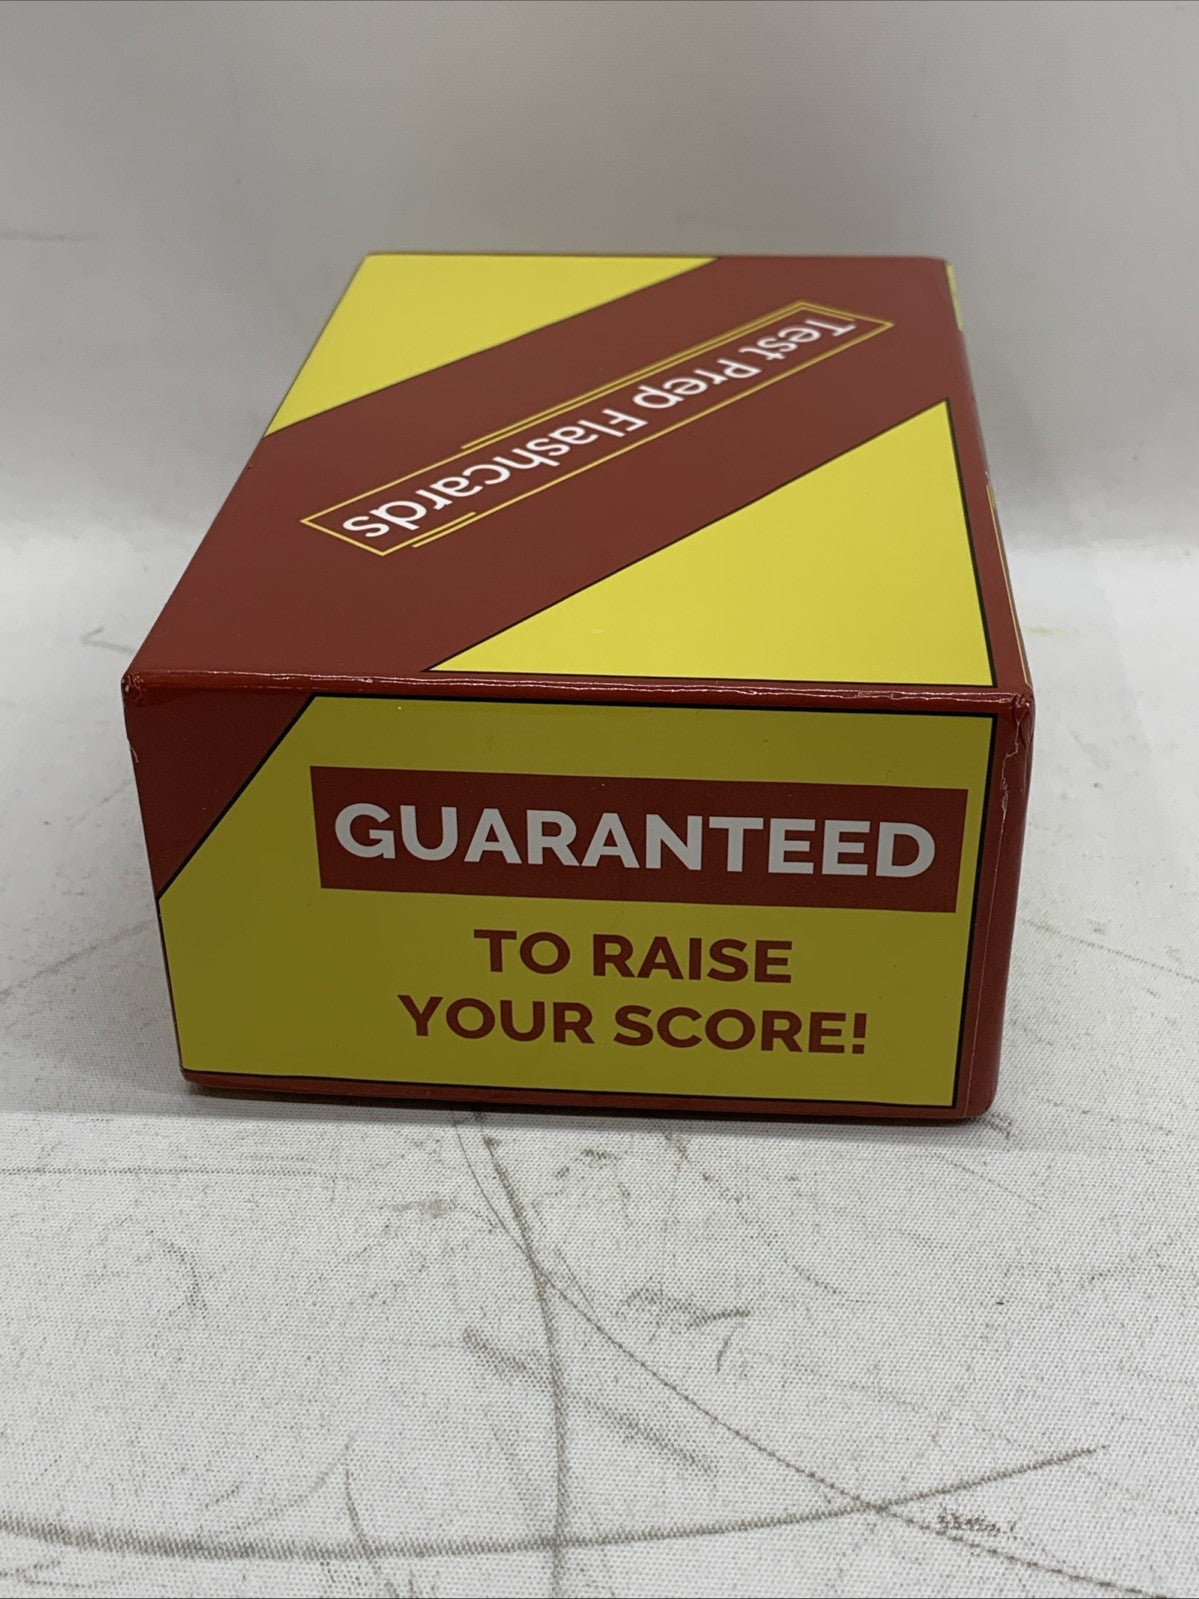 Test Prep Flashcards
GUARANTEED
TO RAISE
YOUR SCORE!